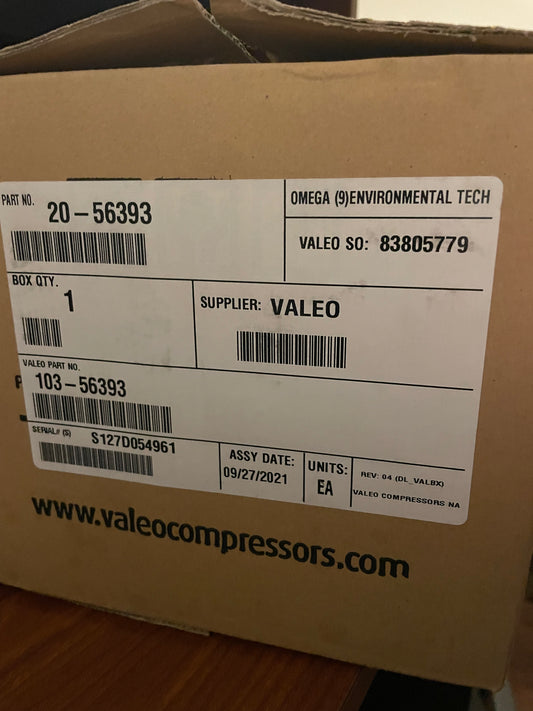 PART NO.
20-56393
OMEGA (9)ENVIRONMENTAL TECH
VALEO SO: 83805779
BOX QTY.
1
SUPPLIER: VALEO
VALEO PART NO.
103-56393
SERIAL# (S) S127D054961
ASSY DATE:
09/27/2021
UNITS:
EA
REV: 04 (DL_VALBX)
VALEO COMPRESSORS NA
www.valeocompressors.com